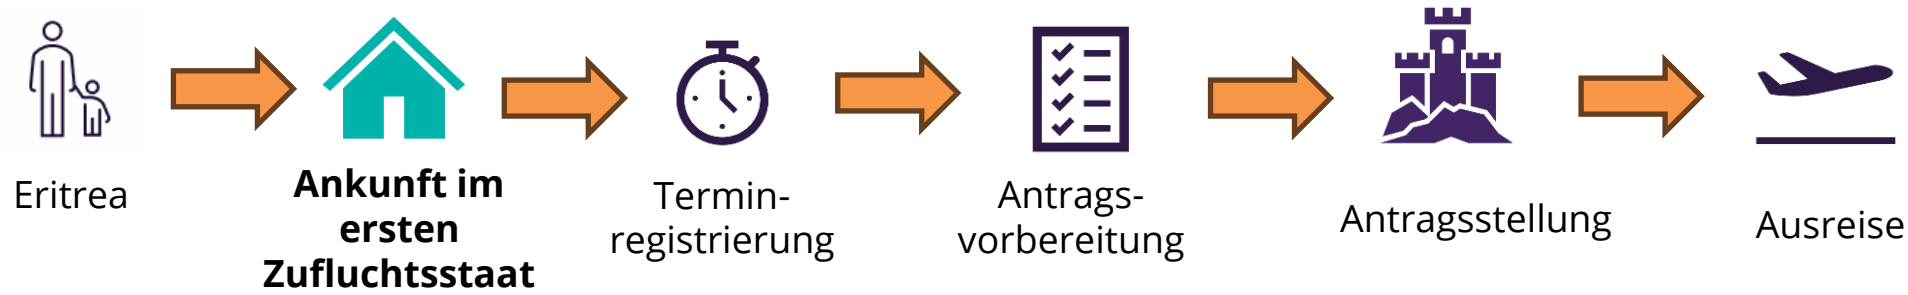 Eritrea
Ankunft im
ersten
Zufluchtsstaat
Termin-
registrierung
Antrags-
vorbereitung
Antragsstellung
Ausreise